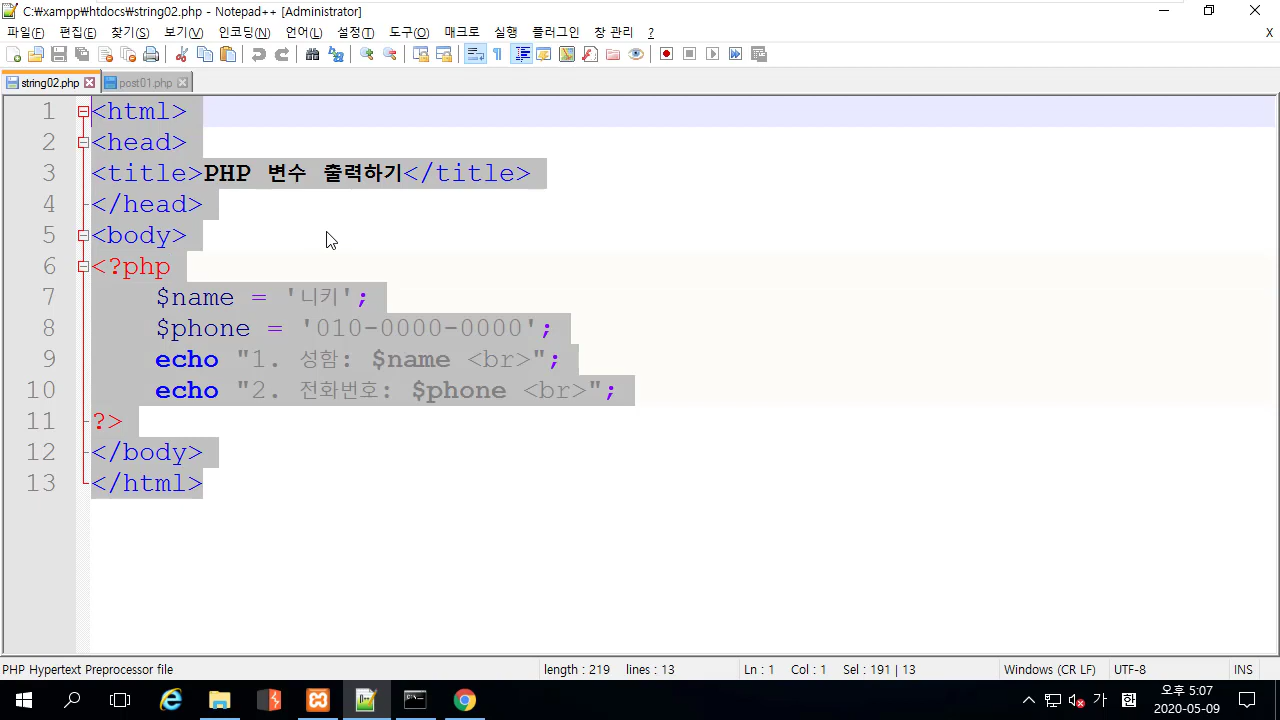 C:₩xampp₩htdocs₩string02.php - Notepad++ [Administrator]
파일(F) 편집(E) 찾기(S) 보기(V) 인코딩(N) 언어(L) 설정(T) 도구(O) 매크로 실행 플러그인 창 관리 ? X
string02.php post01.php
1 <html>
2 <head>
3 <title>PHP 변수 출력하기</title>
4 </head>
5 <body>
6 <?php
7 $name = '니키';
8 $phone = '010-0000-0000';
9 echo "1. 성함: $name <br>";
10 echo "2. 전화번호: $phone <br>";
11 ?>
12 </body>
13 </html>
PHP Hypertext Preprocessor file length : 219 lines : 13 Ln : 1 Col : 1 Sel : 191 | 13 Windows (CR LF) UTF-8 INS
가 한 오후 5:07
2020-05-09